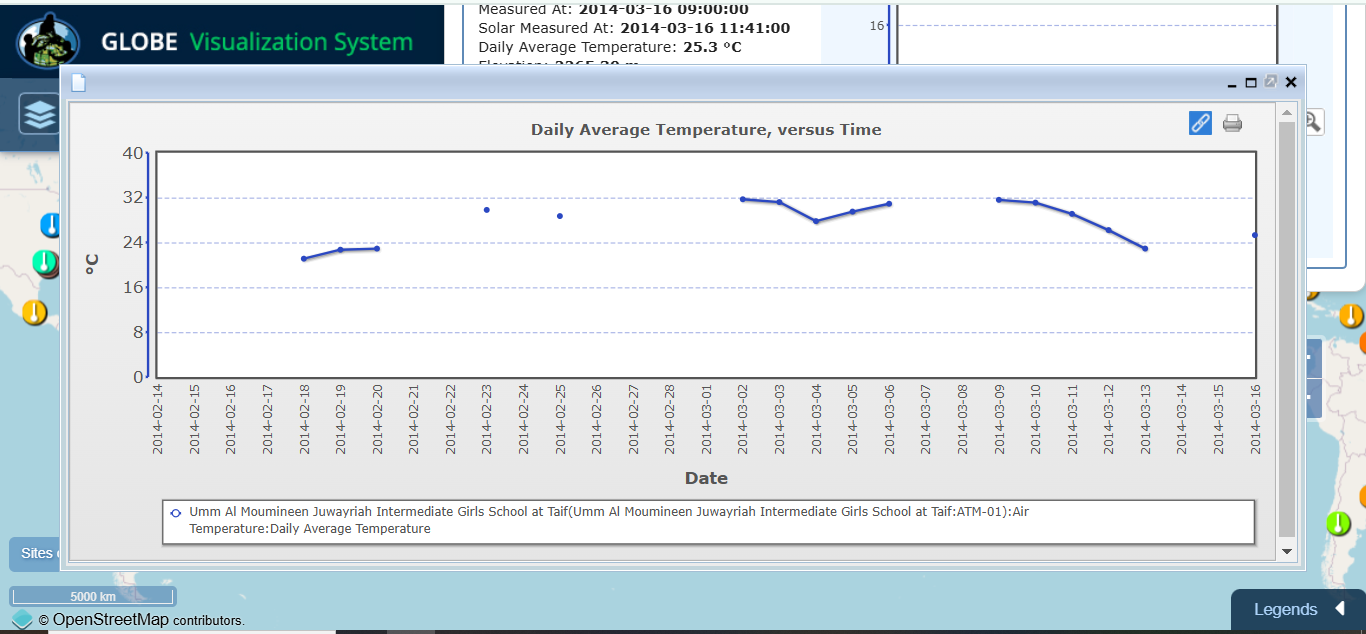 Measured At: 2014-03-16 09:00:00
Solar Measured At: 2014-03-16 11:41:00
Daily Average Temperature: 25.3 °C
Elevation: 2265.20 m
GLOBE Visualization System
16
Daily Average Temperature, versus Time
°C
40
32
24
16
8
0
2014-02-14
2014-02-15
2014-02-16
2014-02-17
2014-02-18
2014-02-19
2014-02-20
2014-02-21
2014-02-22
2014-02-23
2014-02-24
2014-02-25
2014-02-26
2014-02-27
2014-02-28
2014-03-01
2014-03-02
2014-03-03
2014-03-04
2014-03-05
2014-03-06
2014-03-07
2014-03-08
2014-03-09
2014-03-10
2014-03-11
2014-03-12
2014-03-13
2014-03-14
2014-03-15
2014-03-16
Date
Umm Al Moumineen Juwayriah Intermediate Girls School at Taif(Umm Al Moumineen Juwayriah Intermediate Girls School at Taif:ATM-01):Air
Temperature:Daily Average Temperature
Sites
5000 km
© OpenStreetMap contributors.
Legends